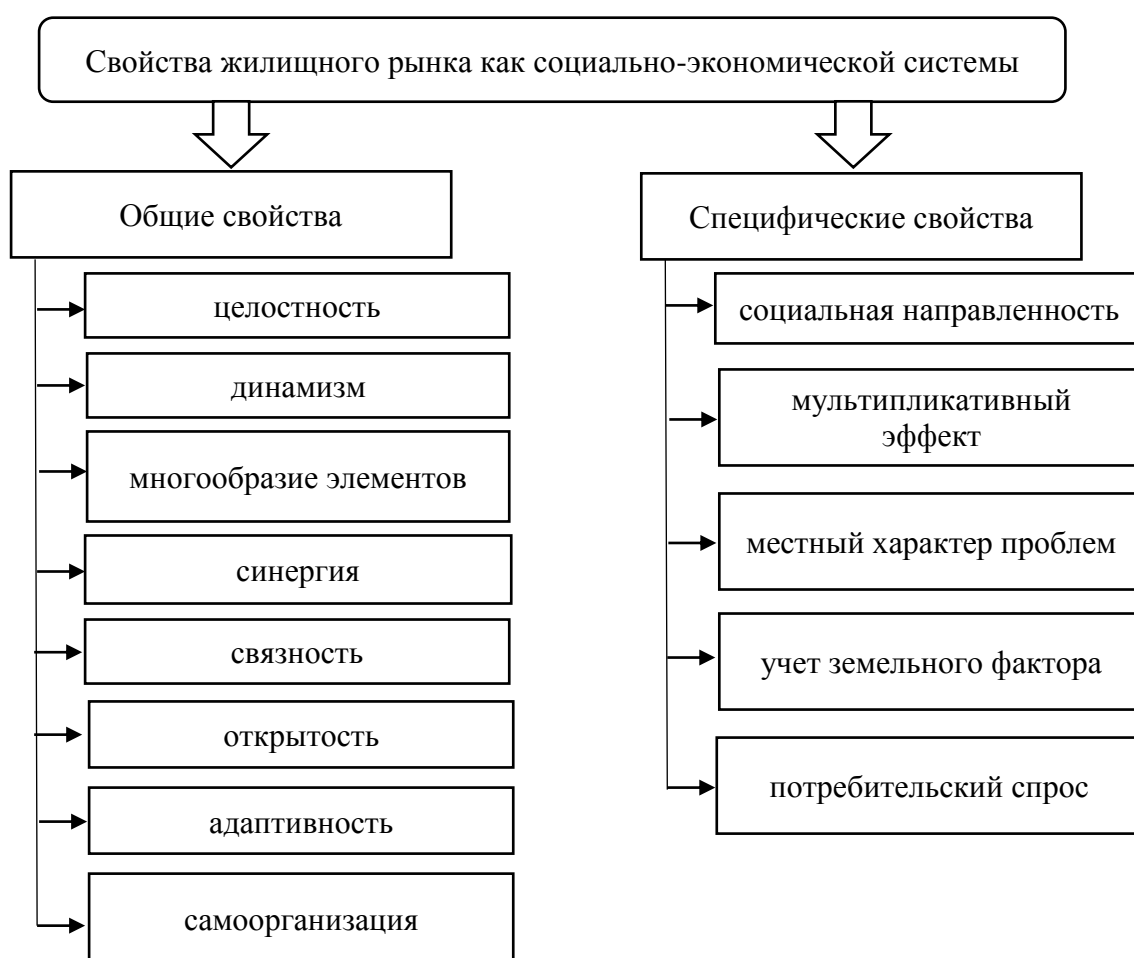 Свойства жилищного рынка как социально-экономической системы
Общие свойства
целостность
динамизм
многообразие элементов
синергия
связность
открытость
адаптивность
самоорганизация
Специфические свойства
социальная направленность
мультипликативный
эффект
местный характер проблем
учет земельного фактора
потребительский спрос